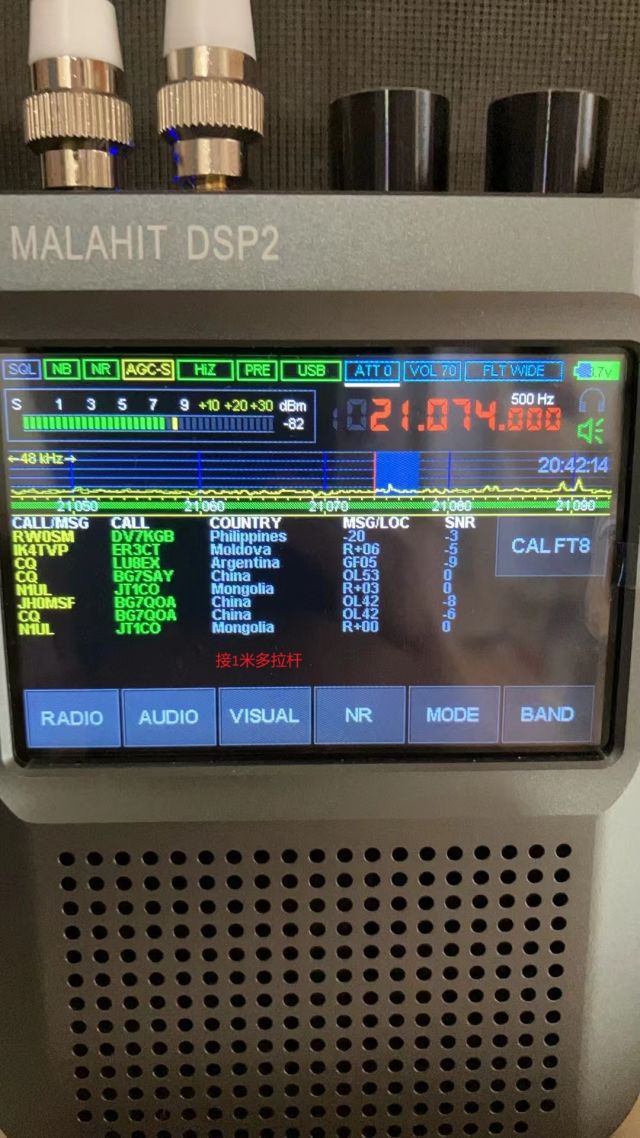 MALAHIT DSP2
SQL NB NR AGC-S HiZ PRE USB ATT 0 VOL 70 FLT WIDE
S 1 3 5 7 9 +10 +20 +30 dBm
-82
500 Hz
21.074.000
←48 kHz→
20:42:14
21050 21060 21070 21080 21090
CALL/MSG CALL COUNTRY MSG/LOC SNR
RW0SM DV7KGB Philippines -20 -3
IK4TVP ER3CT Moldova R+06 -5
CQ LU8EX Argentina GF05 -9
CQ BG7SAY China OL53 0
N1UL JT1CO Mongolia R+03 0
JH0MSF BG7QOA China OL42 -8
CQ BG7QOA China OL42 -6
N1UL JT1CO Mongolia R+00 0
CAL FT8
接1米多拉杆
RADIO AUDIO VISUAL NR MODE BAND